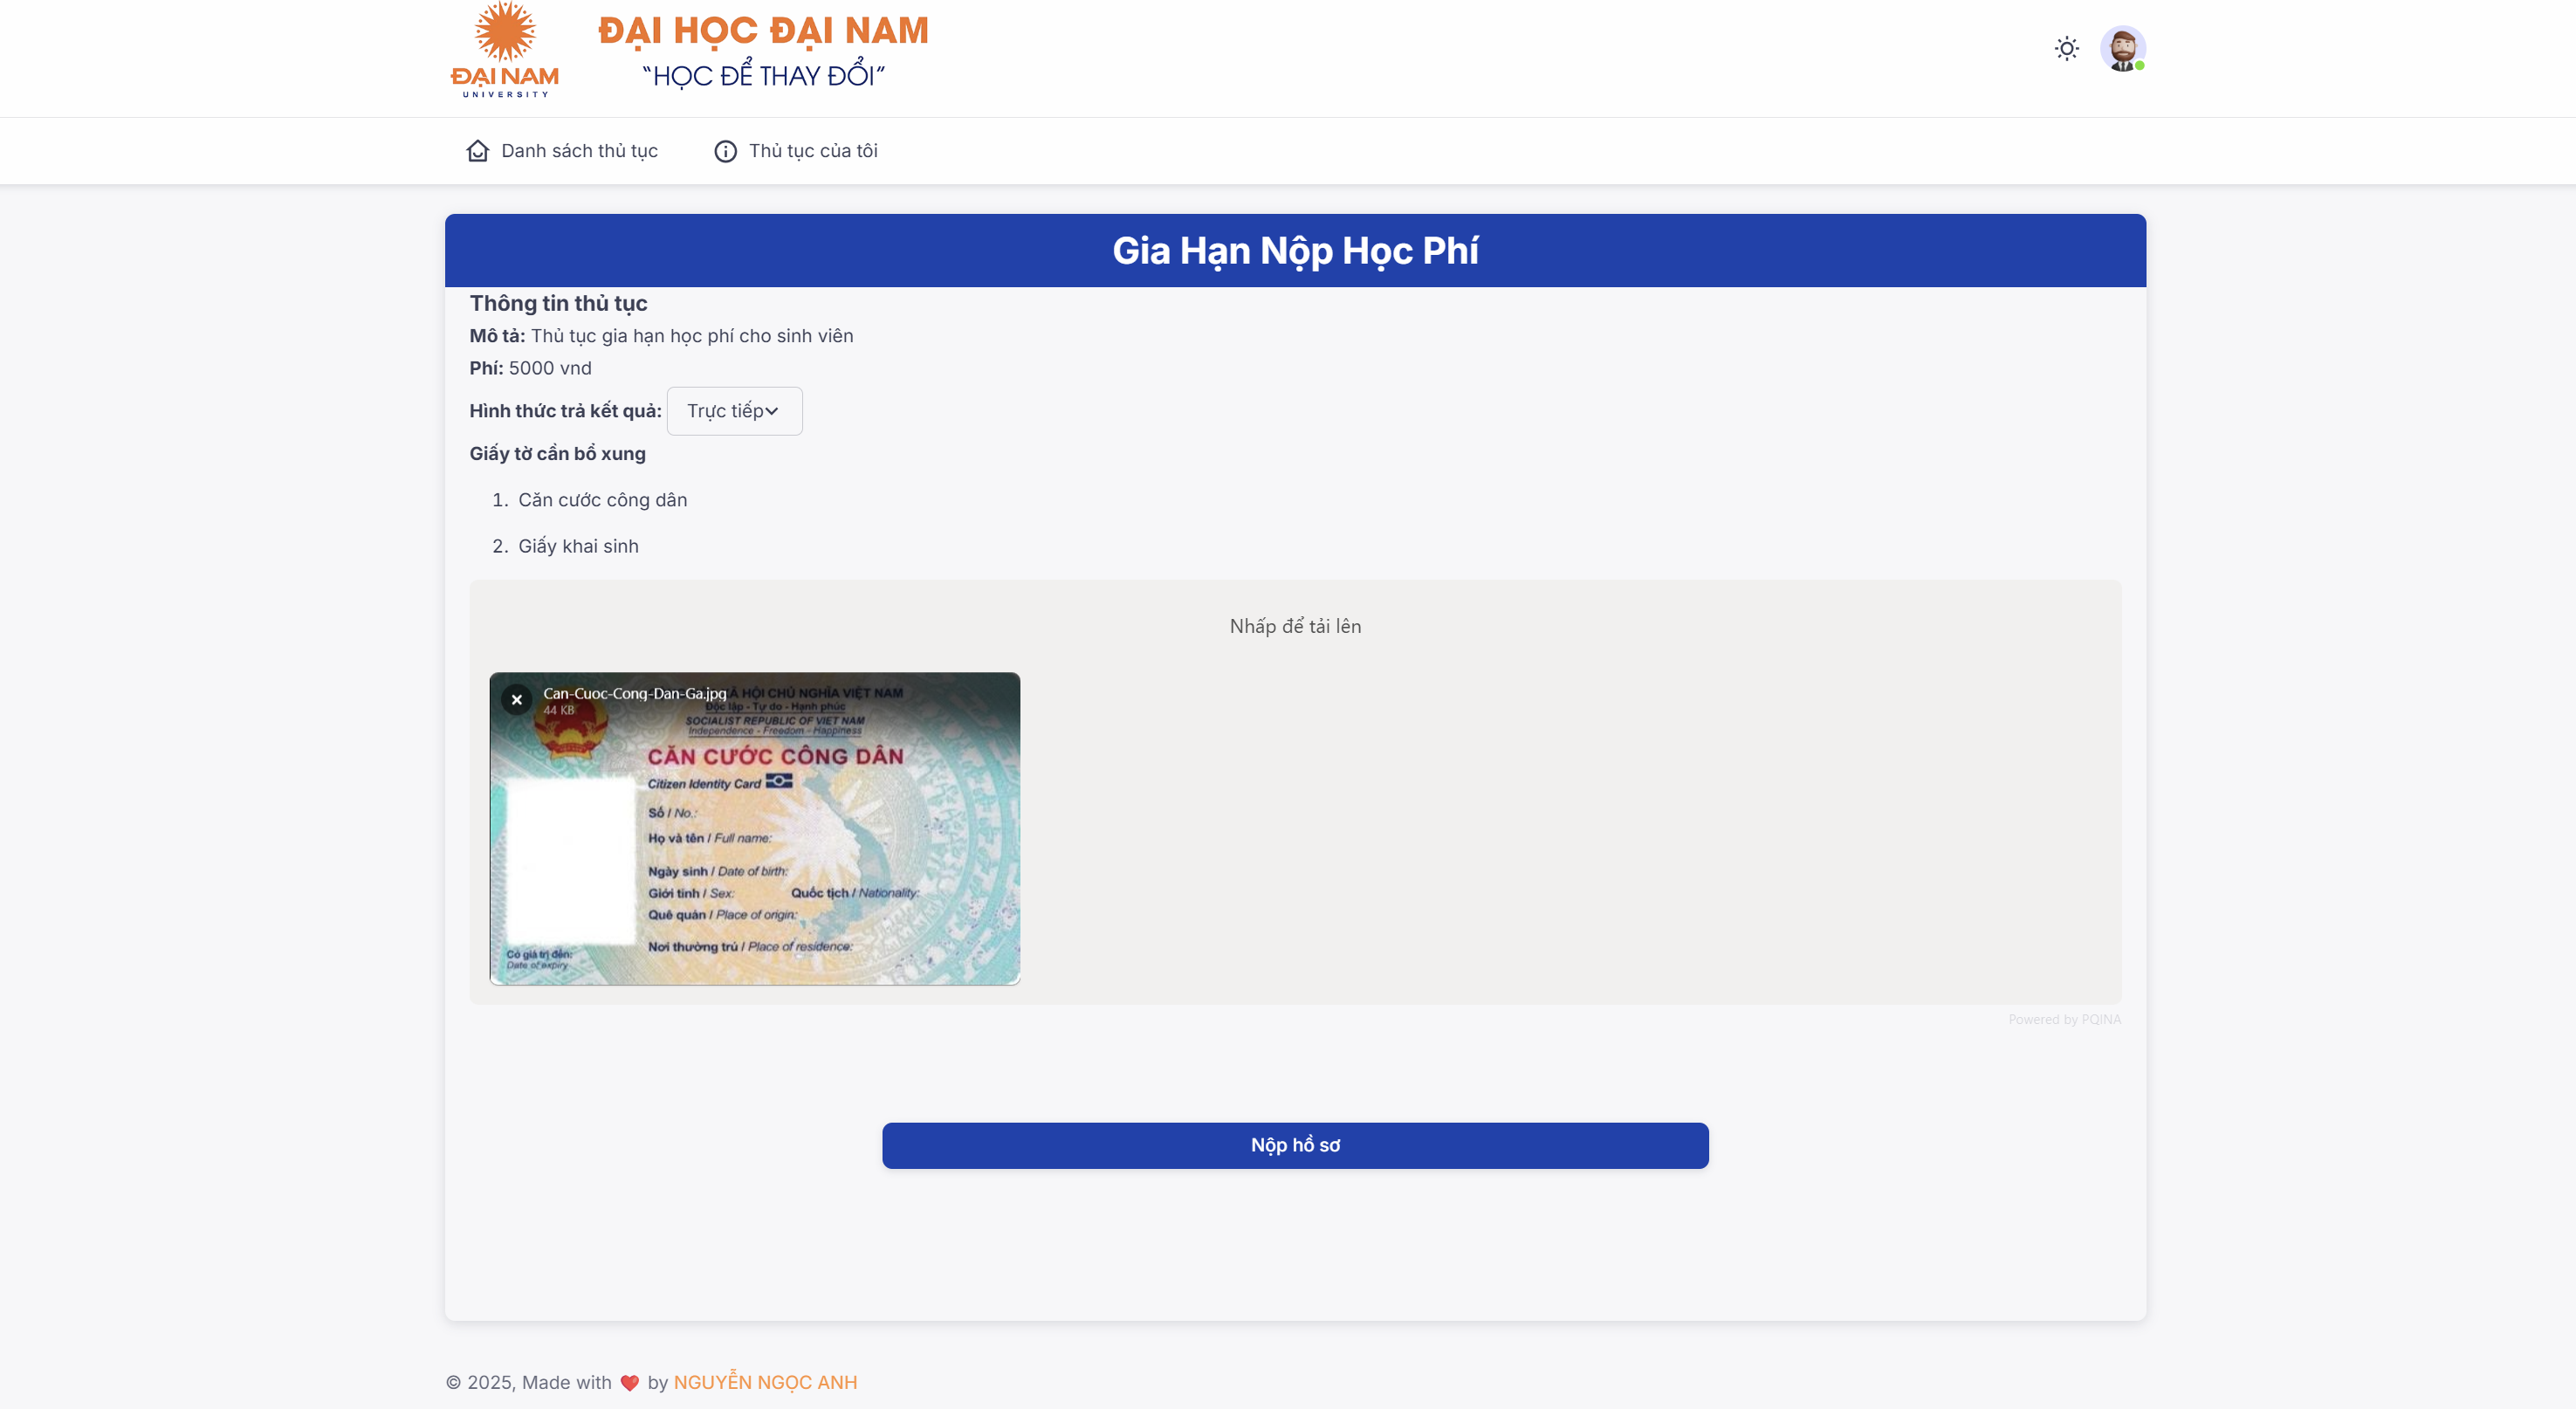 ĐẠI NAM
UNIVERSITY
ĐẠI HỌC ĐẠI NAM
“HỌC ĐỂ THAY ĐỔI”
Danh sách thủ tục
Thủ tục của tôi
Gia Hạn Nộp Học Phí
Thông tin thủ tục
Mô tả: Thủ tục gia hạn học phí cho sinh viên
Phí: 5000 vnd
Hình thức trả kết quả: Trực tiếp
Giấy tờ cần bổ xung
1. Căn cước công dân
2. Giấy khai sinh
Nhấp để tải lên
Can-Cuoc-Cong-Dan-Ga.jpg
44 KB
HỘI CHỦ NGHĨA VIỆT NAM
Độc lập - Tự do - Hạnh phúc
SOCIALIST REPUBLIC OF VIET NAM
Independence - Freedom - Happiness
CĂN CƯỚC CÔNG DÂN
Citizen Identity Card
Số / No.:
Họ và tên / Full name:
Ngày sinh / Date of birth:
Giới tính / Sex: Quốc tịch / Nationality:
Quê quán / Place of origin:
Nơi thường trú / Place of residence:
Có giá trị đến:
Date of expiry
Powered by PQINA
Nộp hồ sơ
© 2025, Made with ❤️ by NGUYỄN NGỌC ANH